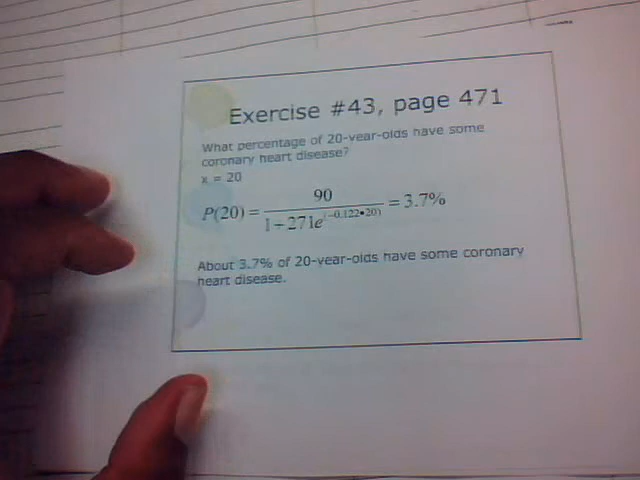 Exercise #43, page 471
What percentage of 20-year-olds have some
coronary heart disease?
x = 20
P(20) = 90 / (1+271e^(-0.122•20)) = 3.7%
About 3.7% of 20-year-olds have some coronary
heart disease.